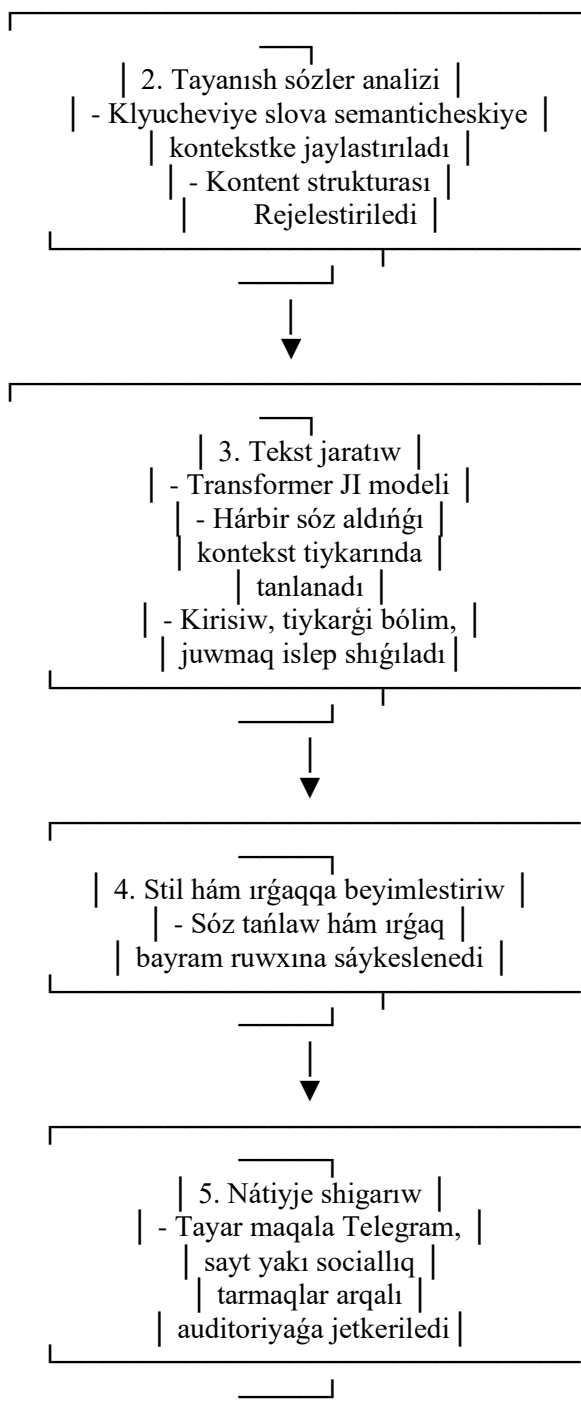 | 2. Tayanısh sózler analizi |
| - Klyucheviye slova semanticheskiye |
| kontekstke jaylastırıladı |
| - Kontent strukturası |
| Rejelestiriledi |
| 3. Tekst jaratıw |
| - Transformer JI modeli |
| - Hárbir sóz aldıńǵı |
| kontekst tiykarında |
| tanlanadı |
| - Kirisiw, tiykarģi bólim, |
| juwmaq islep shıǵıladı |
| 4. Stil hám ırǵaqqa beyimlestiriw |
| - Sóz tańlaw hám ırǵaq |
| bayram ruwxına sáykeslenedi |
| 5. Nátiyje shigarıw |
| - Tayar maqala Telegram, |
| sayt yakı sociallıq |
| tarmaqlar arqalı |
| auditoriyaǵa jetkeriledi |